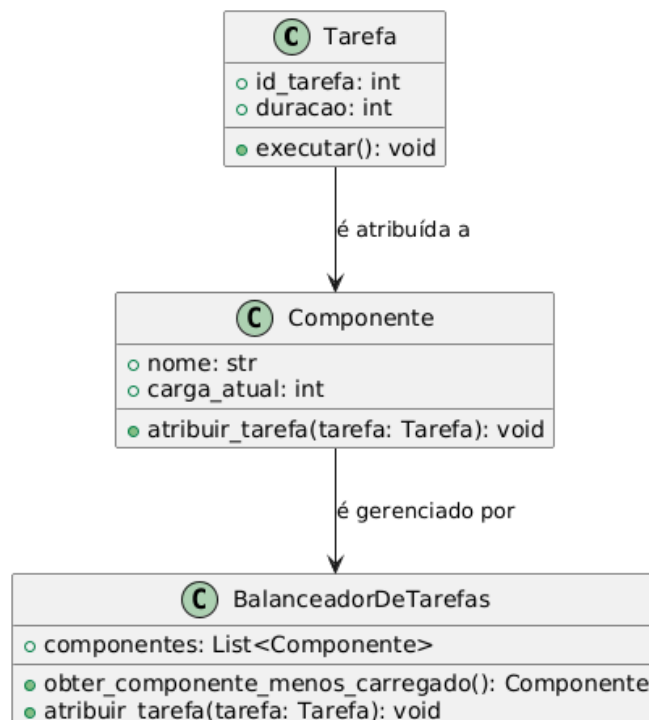 C Tarefa
id_tarefa: int
duracao: int
executar(): void
é atribuída a
C Componente
nome: str
carga_atual: int
atribuir_tarefa(tarefa: Tarefa): void
é gerenciado por
C BalanceadorDeTarefas
componentes: List<Componente>
obter_componente_menos_carregado(): Componente
atribuir_tarefa(tarefa: Tarefa): void